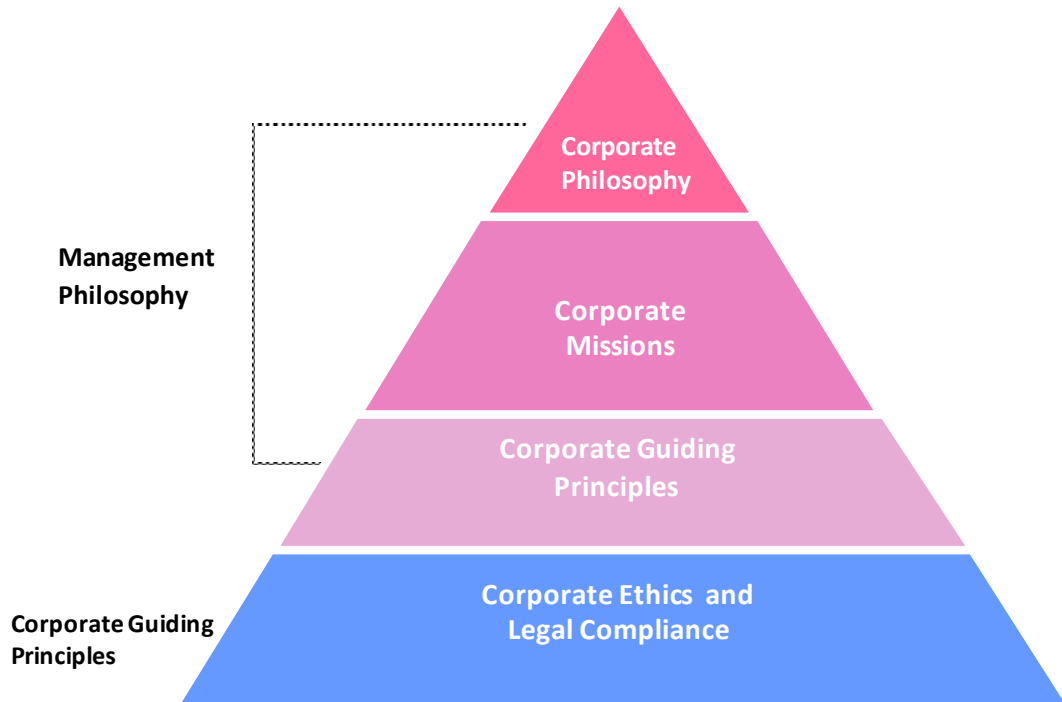 Corporate
Philosophy
Management
Philosophy
Corporate
Missions
Corporate Guiding
Principles
Corporate Ethics and
Legal Compliance
Corporate Guiding
Principles